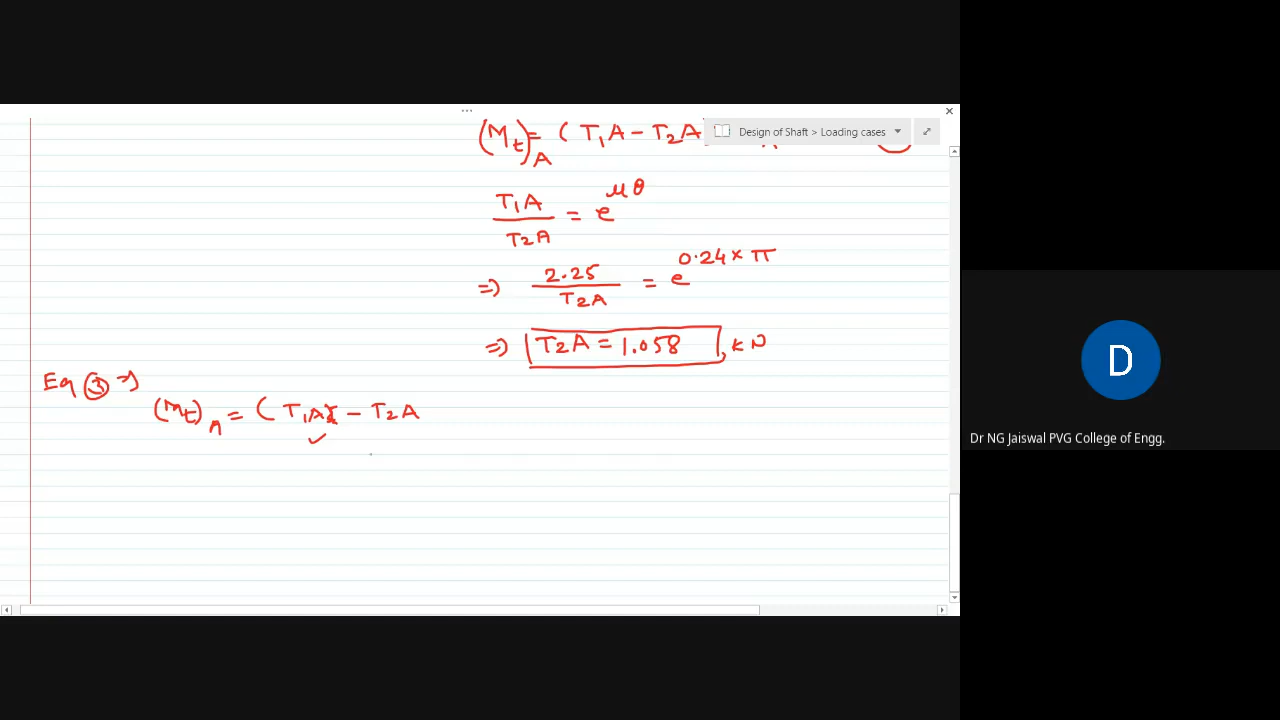 (Mt)A = ( T1A - T2A
Design of Shaft > Loading cases
T1A / T2A = e^μθ
=> 2.25 / T2A = e^0.24 × π
=> T2A = 1.058, kN
Eq ③ =>
(Mt)A = ( T1A - T2A
D
Dr NG Jaiswal PVG College of Engg.